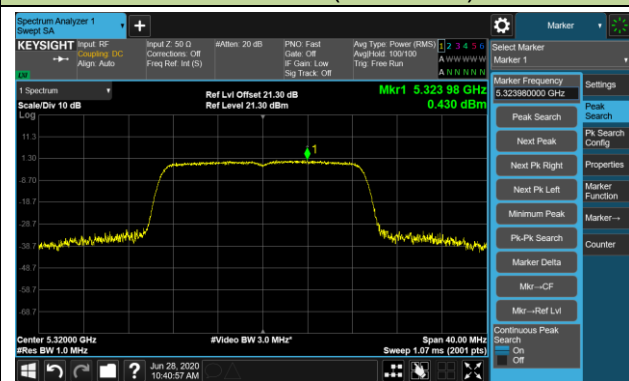 Spectrum Analyzer 1
Swept SA
Marker
KEYSIGHT
Input: RF
Coupling: DC
Align: Auto
Input Z: 50 Ω
Corrections: Off
Freq Ref: Int (S)
#Atten: 20 dB
PNO: Fast
Gate: Off
IF Gain: Low
Sig Track: Off
Avg Type: Power (RMS)
Avg|Hold: 100/100
Trig: Free Run
1 2 3 4 5 6
A W W W W W
A N N N N N
Select Marker
Marker 1
1 Spectrum
Scale/Div 10 dB
Log
Ref Lvl Offset 21.30 dB
Ref Level 21.30 dBm
Mkr1 5.323 98 GHz
0.430 dBm
11.3
1.30
-8.70
-18.7
-28.7
-38.7
-48.7
-58.7
-68.7
1
Center 5.32000 GHz
#Res BW 1.0 MHz
#Video BW 3.0 MHz*
Span 40.00 MHz
Sweep 1.07 ms (2001 pts)
Marker Frequency
5.323980000 GHz
Peak Search
Next Peak
Next Pk Right
Next Pk Left
Minimum Peak
Pk-Pk Search
Marker Delta
Mkr→CF
Mkr→Ref Lvl
Continuous Peak
Search
On
Off
Settings
Peak
Search
Pk Search
Config
Properties
Marker
Function
Marker→
Counter
?
Jun 28, 2020
10:40:57 AM